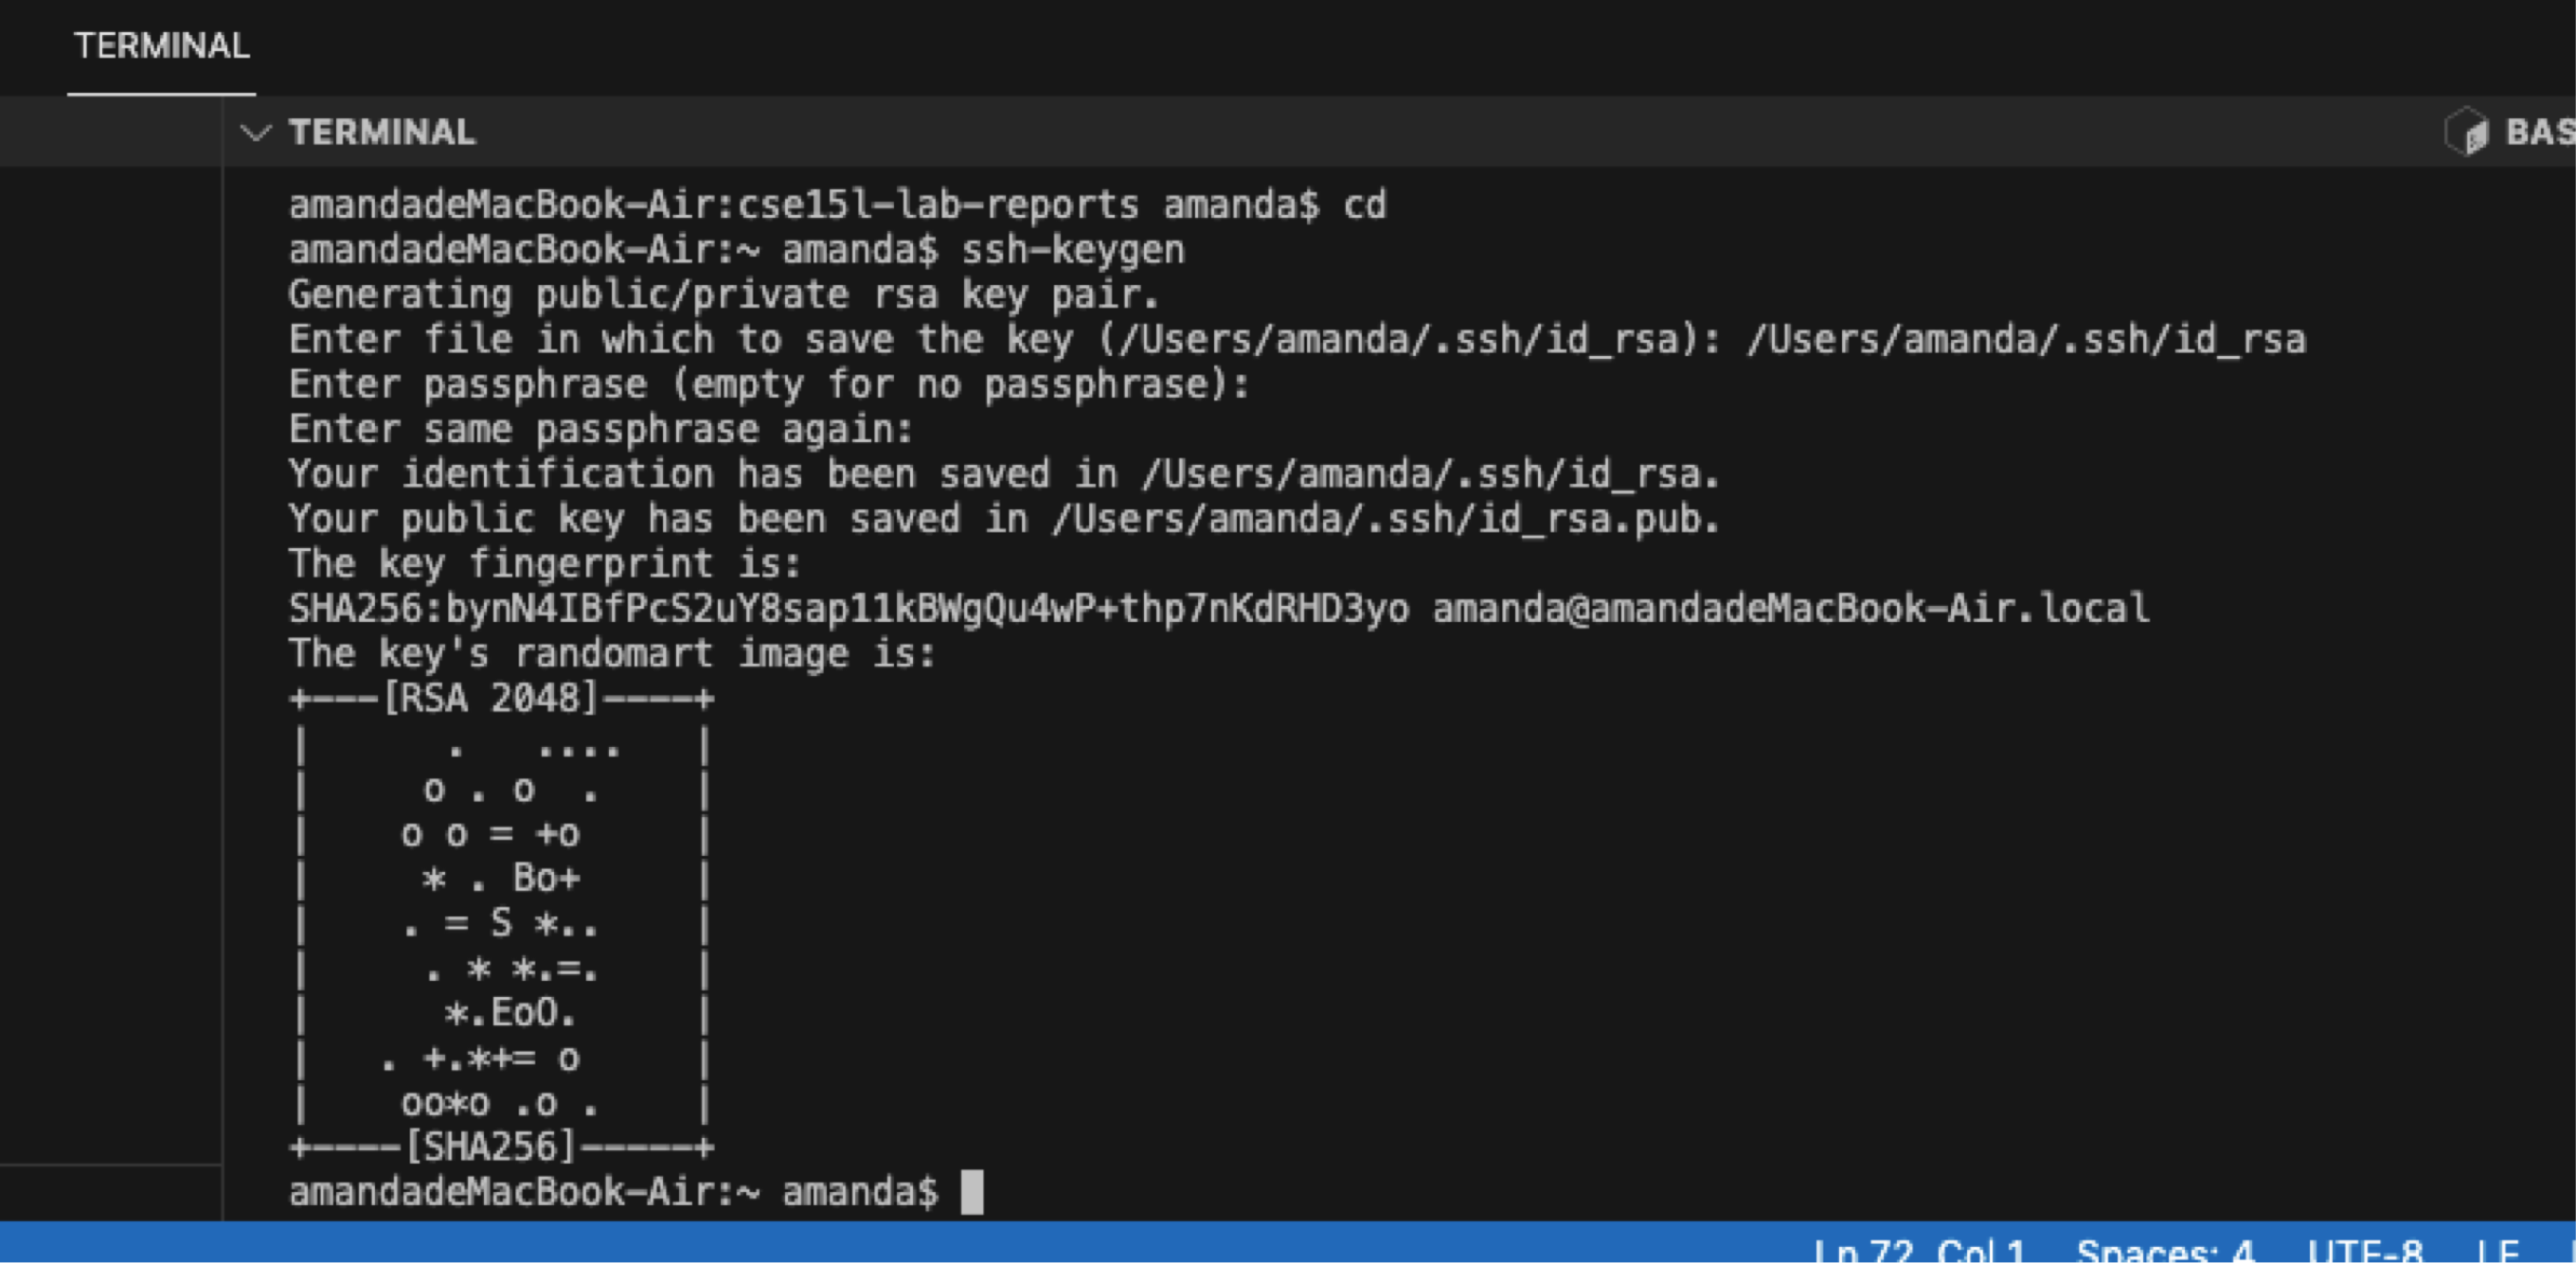 TERMINAL
TERMINAL BAS
amandadeMacBook-Air:cse15l-lab-reports amanda$ cd
amandadeMacBook-Air:~ amanda$ ssh-keygen
Generating public/private rsa key pair.
Enter file in which to save the key (/Users/amanda/.ssh/id_rsa): /Users/amanda/.ssh/id_rsa
Enter passphrase (empty for no passphrase):
Enter same passphrase again:
Your identification has been saved in /Users/amanda/.ssh/id_rsa.
Your public key has been saved in /Users/amanda/.ssh/id_rsa.pub.
The key fingerprint is:
SHA256:bynN4IBfPcS2uY8sap11kBWgQu4wP+thp7nKdRHD3yo amanda@amandadeMacBook-Air.local
The key's randomart image is:
+---[RSA 2048]----+
|      .   ....   |
|     o . o  .    |
|    o o = +o     |
|     * . Bo+     |
|    . = S *..    |
|     . * *.=.    |
|      *.EoO.     |
|   . +.*+= o     |
|    oo*o .o .    |
+----[SHA256]-----+
amandadeMacBook-Air:~ amanda$
Ln 72, Col 1 Spaces: 4 UTF-8 LF